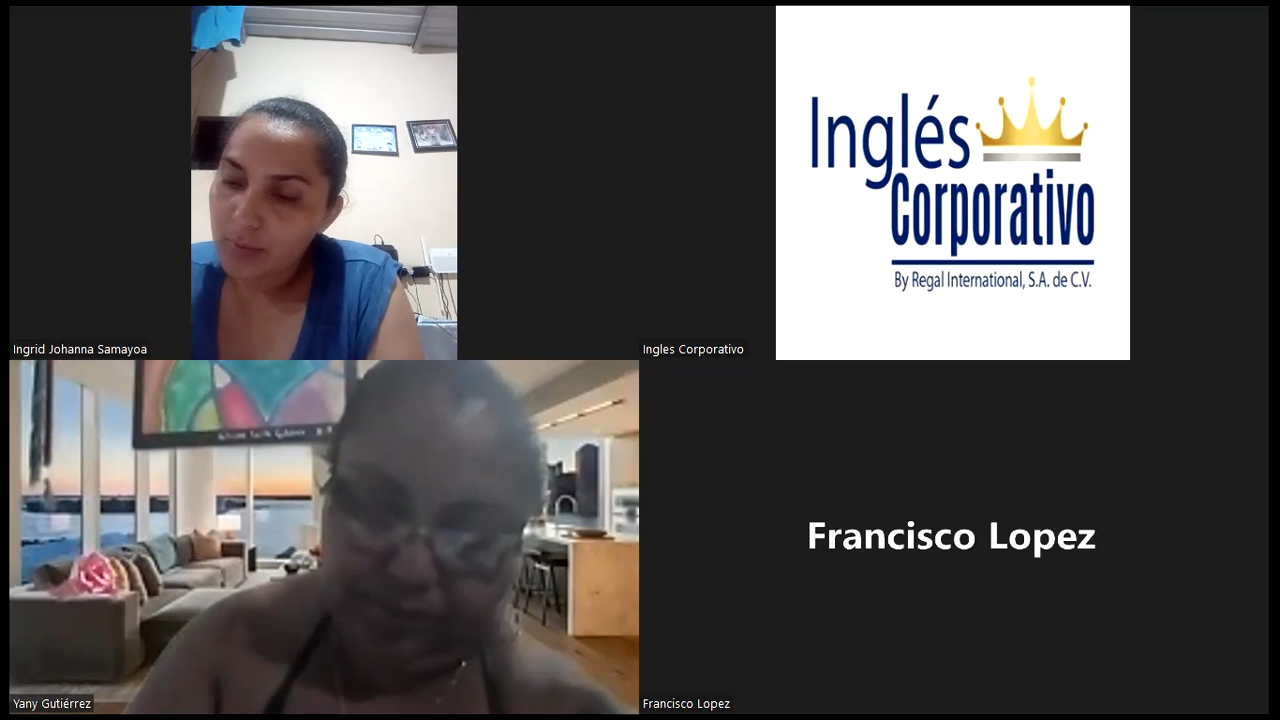 Inglés
Corporativo
By Regal International, S.A. de C.V.
Ingrid Johanna Samayoa
Ingles Corporativo
Francisco Lopez
Yany Gutiérrez
Francisco Lopez